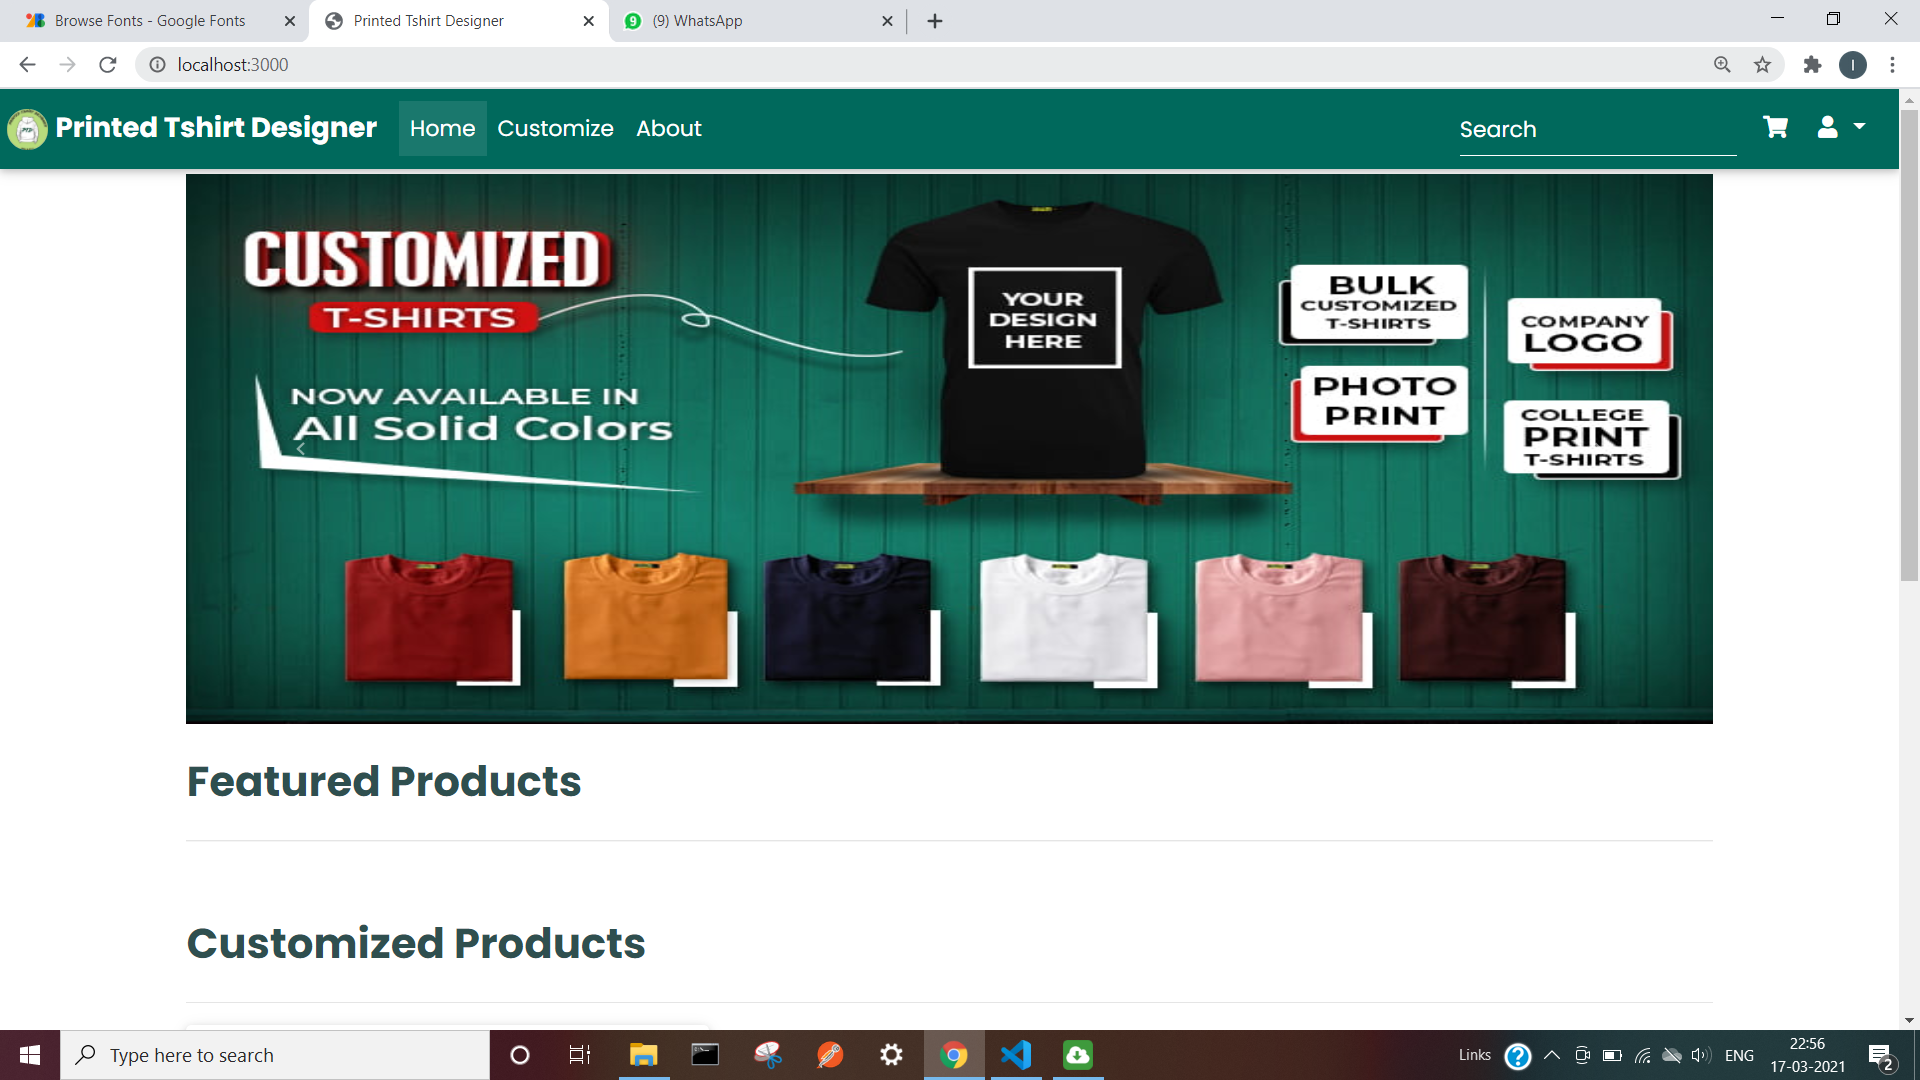 Browse Fonts - Google Fonts
Printed Tshirt Designer
(9) WhatsApp
localhost:3000
Printed Tshirt Designer
Home
Customize
About
Search
CUSTOMIZED
T-SHIRTS
NOW AVAILABLE IN
All Solid Colors
YOUR
DESIGN
HERE
BULK
CUSTOMIZED
T-SHIRTS
PHOTO
PRINT
COMPANY
LOGO
COLLEGE
PRINT
T-SHIRTS
Featured Products
Customized Products
Type here to search
Links
ENG
22:56
17-03-2021
2